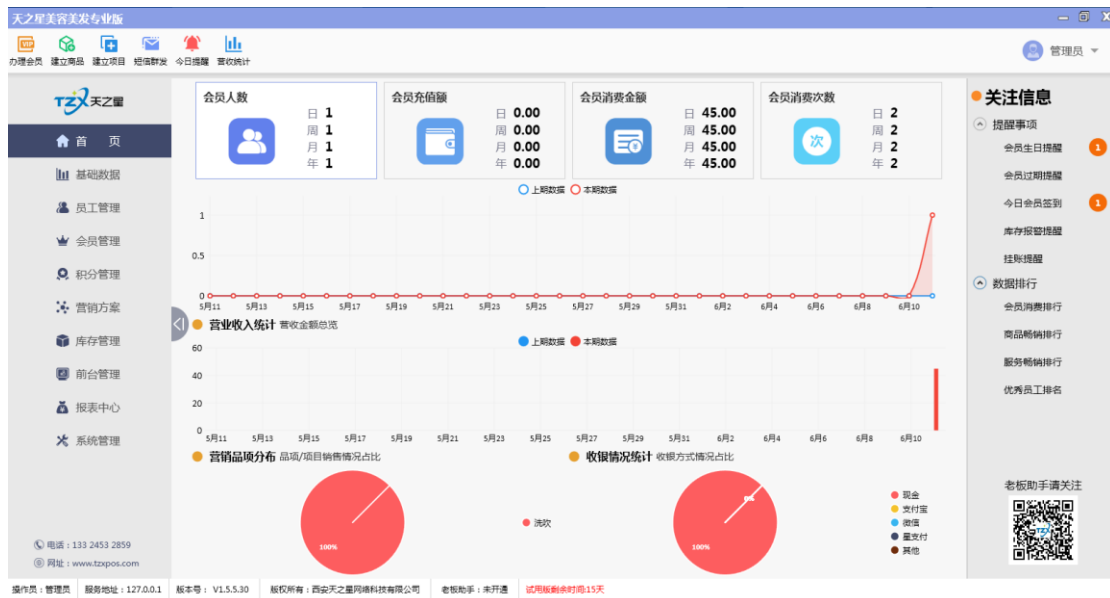 天之星美容美发专业版
办理会员 建立商品 建立项目 短信群发 今日提醒 营收统计
管理员
TZX天之星
首 页
基础数据
员工管理
会员管理
积分管理
营销方案
库存管理
前台管理
报表中心
系统管理
电话：133 2453 2859
网址：www.tzxpos.com
会员人数
日 1
周 1
月 1
年 1
会员充值额
日 0.00
周 0.00
月 0.00
年 0.00
会员消费金额
日 45.00
周 45.00
月 45.00
年 45.00
会员消费次数
次
日 2
周 2
月 2
年 2
上期数据 本期数据
1
0.5
0
5月11 5月13 5月15 5月17 5月19 5月21 5月23 5月25 5月27 5月29 5月31 6月2 6月4 6月6 6月8 6月10
营业收入统计 营收金额总览
上期数据 本期数据
60
40
20
0
5月11 5月13 5月15 5月17 5月19 5月21 5月23 5月25 5月27 5月29 5月31 6月2 6月4 6月6 6月8 6月10
营销品项分布 品项/项目销售情况占比
100%
洗吹
收银情况统计 收银方式情况占比
0%
100%
现金
支付宝
微信
星支付
其他
关注信息
提醒事项
会员生日提醒 1
会员过期提醒
今日会员签到 1
库存报警提醒
挂账提醒
数据排行
会员消费排行
商品畅销排行
服务畅销排行
优秀员工排名
老板助手请关注
TZX
操作员：管理员 服务地址：127.0.0.1 版本号： V1.5.5.30 版权所有：西安天之星网络科技有限公司 老板助手：未开通 试用版剩余时间:15天